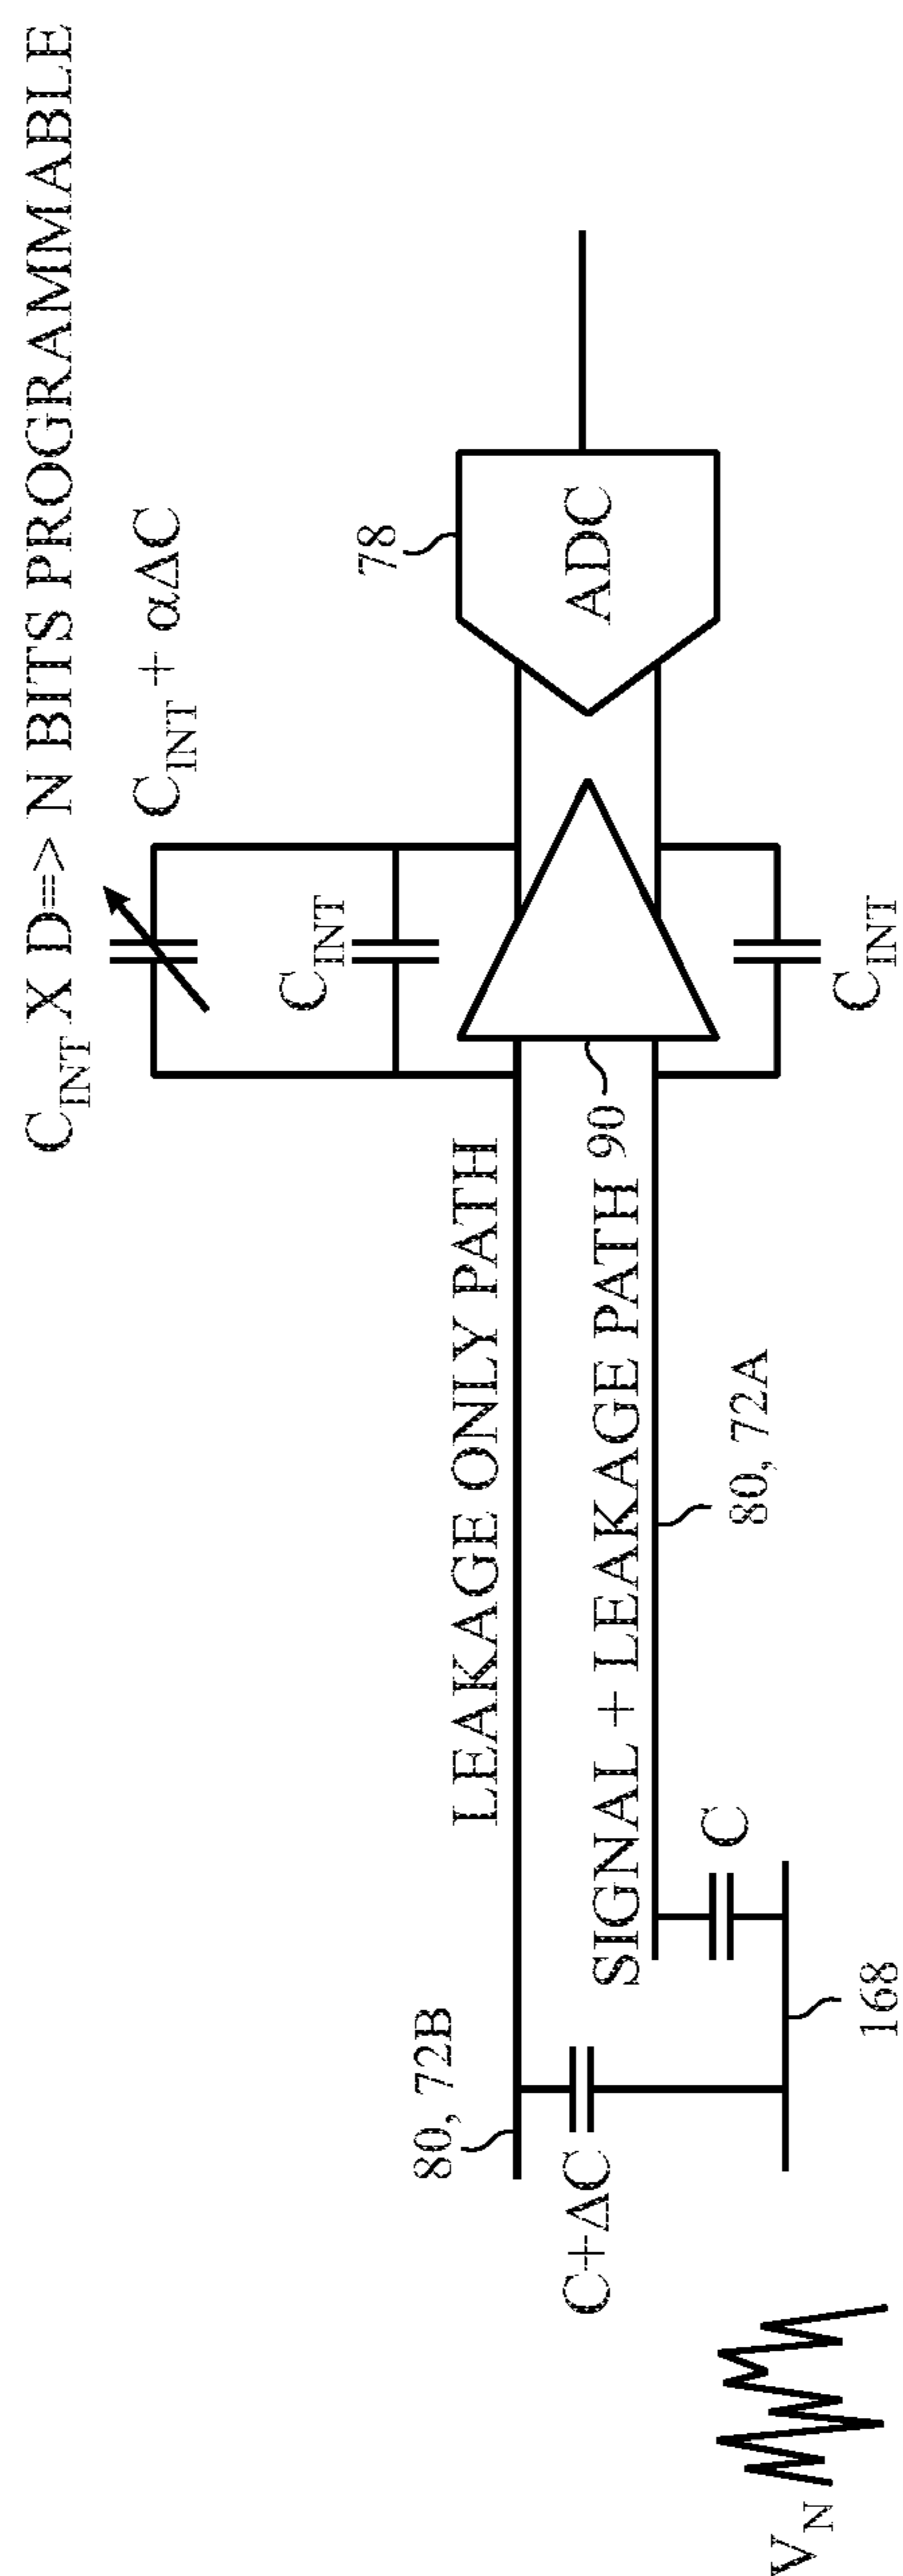 C_INT X D=> N BITS PROGRAMMABLE
C_INT + αΔC
C_INT
78
ADC
LEAKAGE ONLY PATH
80, 72B
SIGNAL + LEAKAGE PATH
90
C+ΔC
C
80, 72A
C_INT
168
V_N